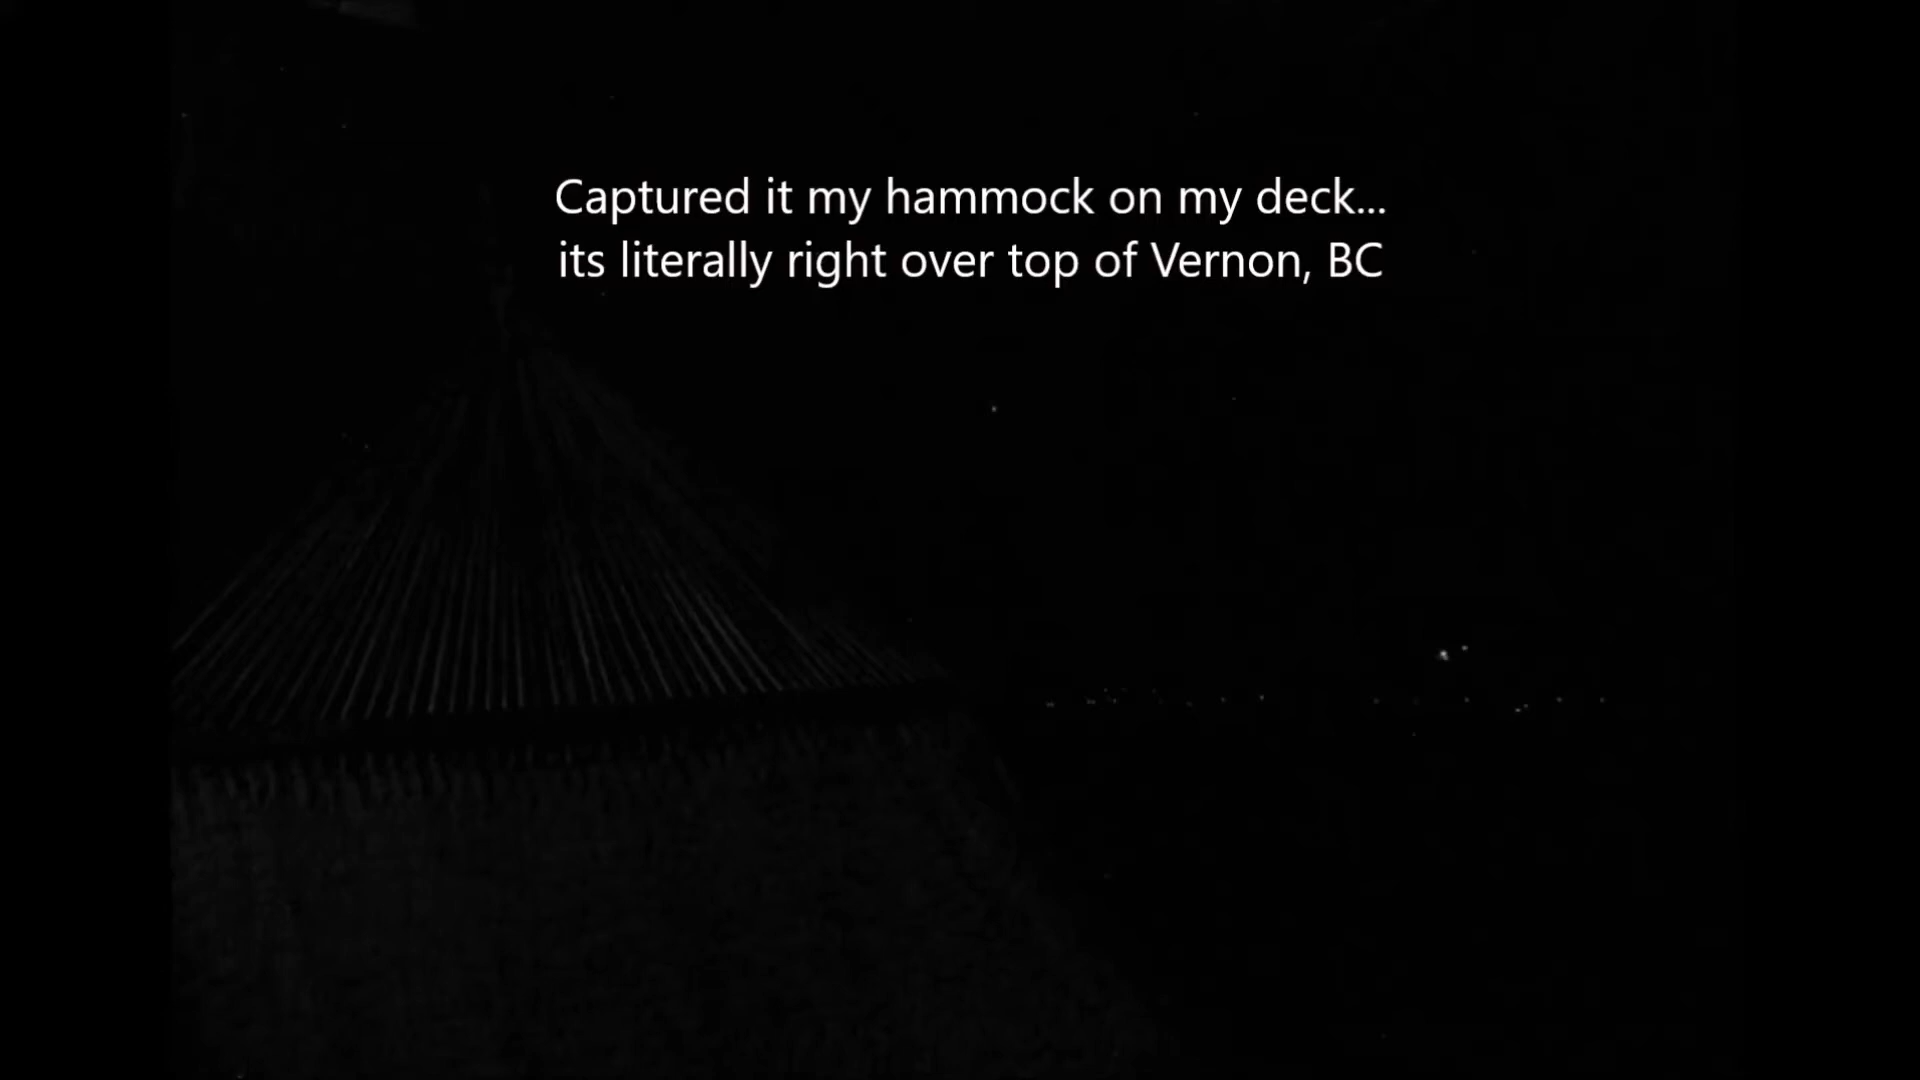 Captured it my hammock on my deck...
its literally right over top of Vernon, BC